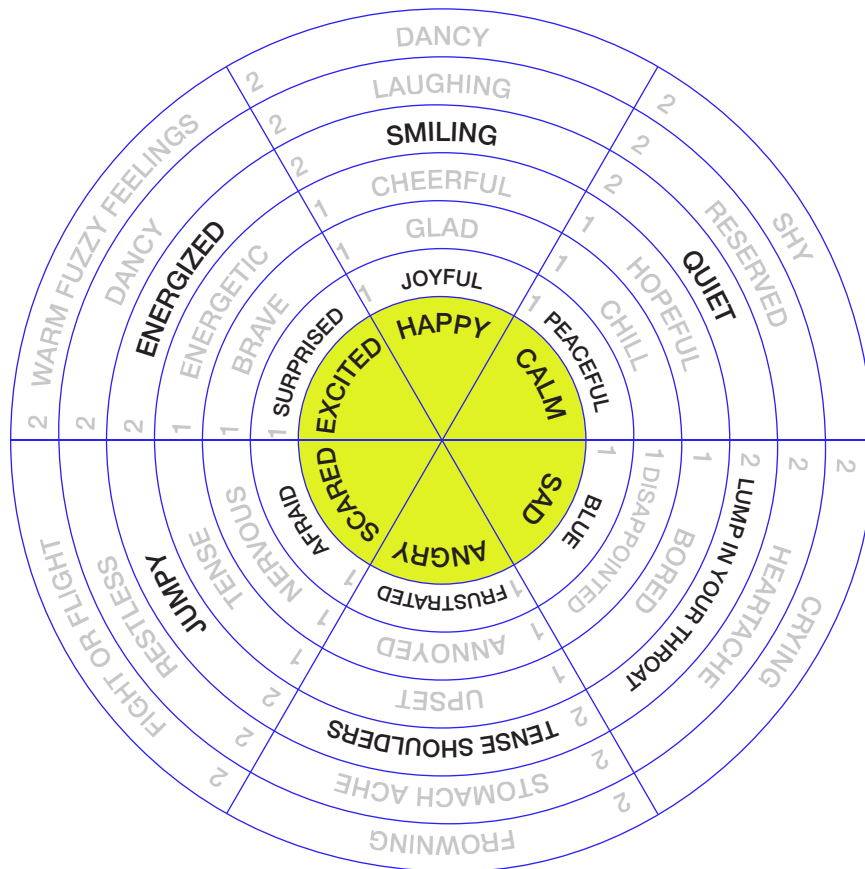 HAPPY
JOYFUL
1
GLAD
1
CHEERFUL
1
SMILING
2
LAUGHING
2
DANCY
2
CALM
PEACEFUL
1
CHILL
1
HOPEFUL
1
QUIET
2
RESERVED
2
SHY
2
SAD
BLUE
1
DISAPPOINTED
1
BORED
1
LUMP IN YOUR THROAT
2
HEARTACHE
2
CRYING
2
ANGRY
FRUSTRATED
1
ANNOYED
1
UPSET
1
TENSE SHOULDERS
2
STOMACH ACHE
2
FROWNING
2
SCARED
AFRAID
1
NERVOUS
1
TENSE
1
JUMPY
2
RESTLESS
2
FIGHT OR FLIGHT
2
EXCITED
SURPRISED
1
BRAVE
1
ENERGETIC
1
ENERGIZED
2
DANCY
2
WARM FUZZY FEELINGS
2